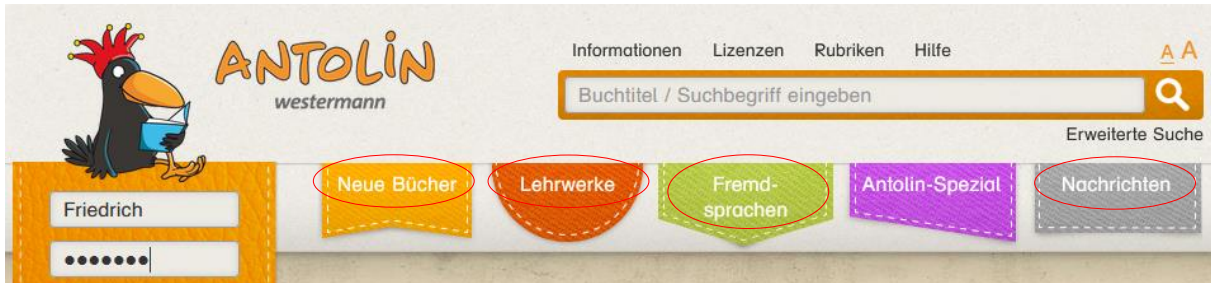 ANTOLIN
westermann
Informationen Lizenzen Rubriken Hilfe
A A
Buchtitel / Suchbegriff eingeben
Erweiterte Suche
Neue Bücher
Lehrwerke
Fremd-
sprachen
Antolin-Spezial
Nachrichten
Friedrich
•••••••